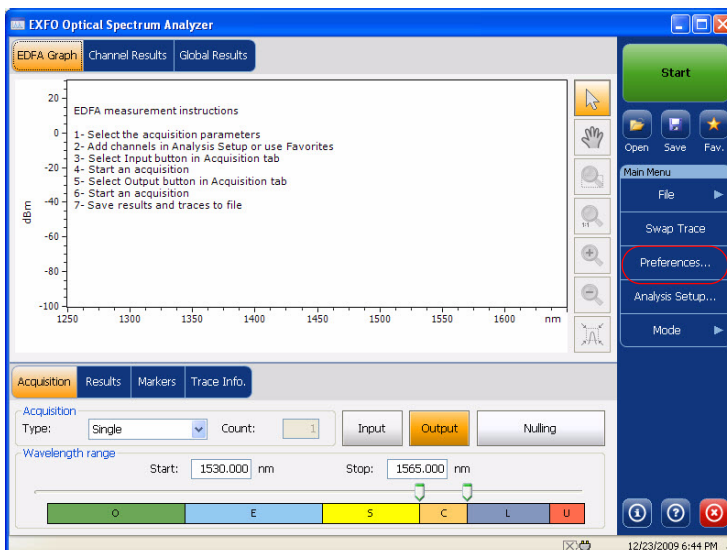 EXFO Optical Spectrum Analyzer
EDFA Graph Channel Results Global Results
Start
20
0
-20
-40
-60
-80
-100
dBm
EDFA measurement instructions
1- Select the acquisition parameters
2- Add channels in Analysis Setup or use Favorites
3- Select Input button in Acquisition tab
4- Start an acquisition
5- Select Output button in Acquisition tab
6- Start an acquisition
7- Save results and traces to file
1250 1300 1350 1400 1450 1500 1550 1600 nm
1:1
Open Save Fav.
Main Menu
File
Swap Trace
Preferences...
Analysis Setup...
Mode
Acquisition Results Markers Trace Info.
Acquisition
Type: Single Count: 1 Input Output Nulling
Wavelength range
Start: 1530.000 nm Stop: 1565.000 nm
O E S C L U
12/23/2009 6:44 PM